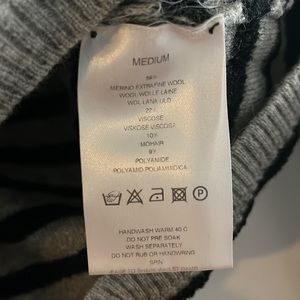 MEDIUM
59%
MERINO EXTRAFINE WOOL
WOOL-WOLLE LAINE
WOL LANA ULD
22%
VISCOSE
VISKOSE VISCOSA
10%
MOHAIR
9%
POLYAMIDE
POLYAMID-POLIAMMIDICA
P
HANDWASH WARM 40 C
DO NOT PRE SOAK
WASH SEPARATELY
DO NOT RUB OR HANDWRING
SPIN